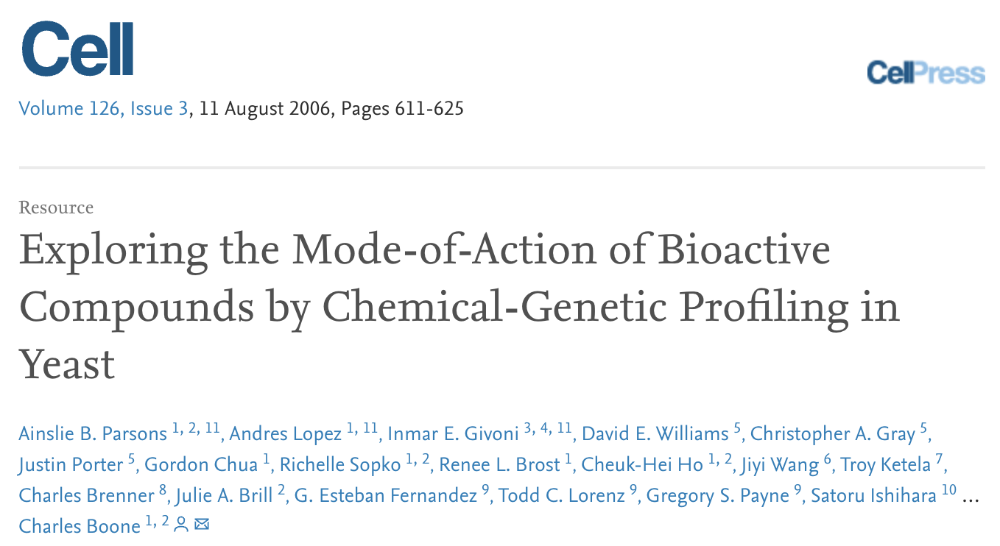 Cell
CellPress
Volume 126, Issue 3, 11 August 2006, Pages 611-625
Resource
Exploring the Mode-of-Action of Bioactive
Compounds by Chemical-Genetic Profiling in
Yeast
Ainslie B. Parsons 1, 2, 11, Andres Lopez 1, 11, Inmar E. Givoni 3, 4, 11, David E. Williams 5, Christopher A. Gray 5,
Justin Porter 5, Gordon Chua 1, Richelle Sopko 1, 2, Renee L. Brost 1, Cheuk-Hei Ho 1, 2, Jiyi Wang 6, Troy Ketela 7,
Charles Brenner 8, Julie A. Brill 2, G. Esteban Fernandez 9, Todd C. Lorenz 9, Gregory S. Payne 9, Satoru Ishihara 10 ...
Charles Boone 1, 2